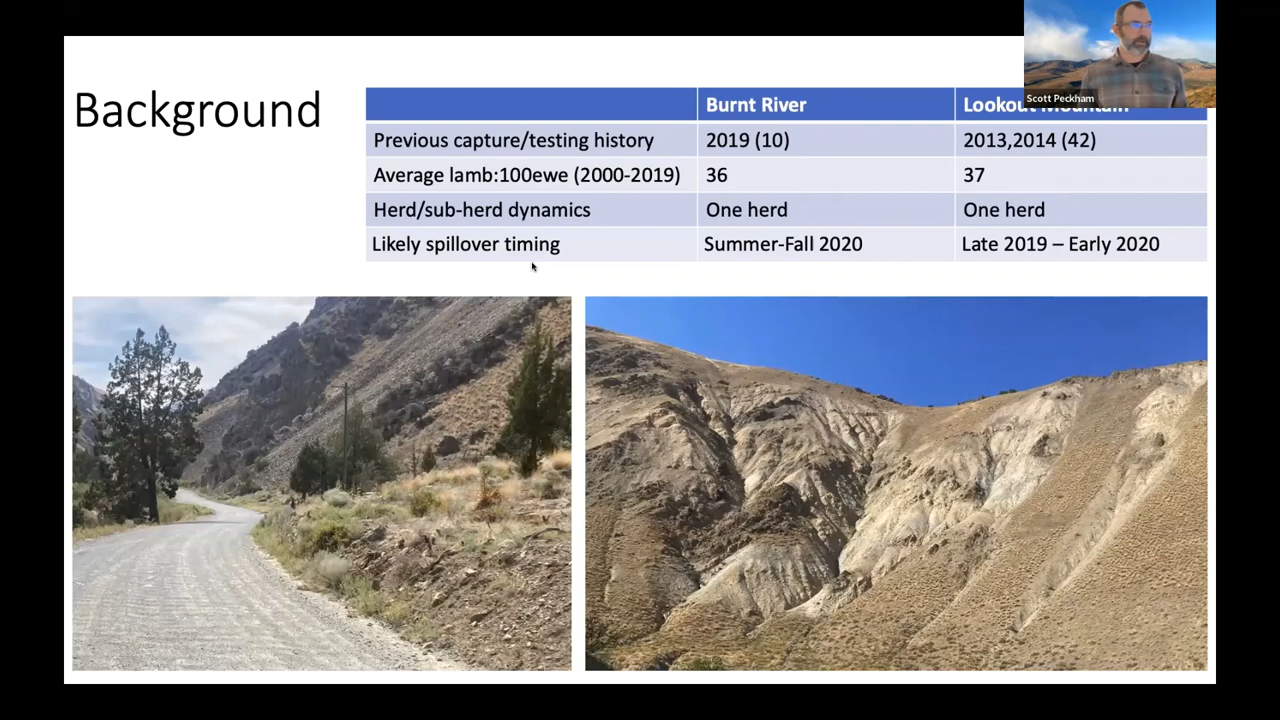 Background
Burnt River Lookout Mountain
Previous capture/testing history 2019 (10) 2013,2014 (42)
Average lamb:100ewe (2000-2019) 36 37
Herd/sub-herd dynamics One herd One herd
Likely spillover timing Summer-Fall 2020 Late 2019 – Early 2020
Scott Peckham